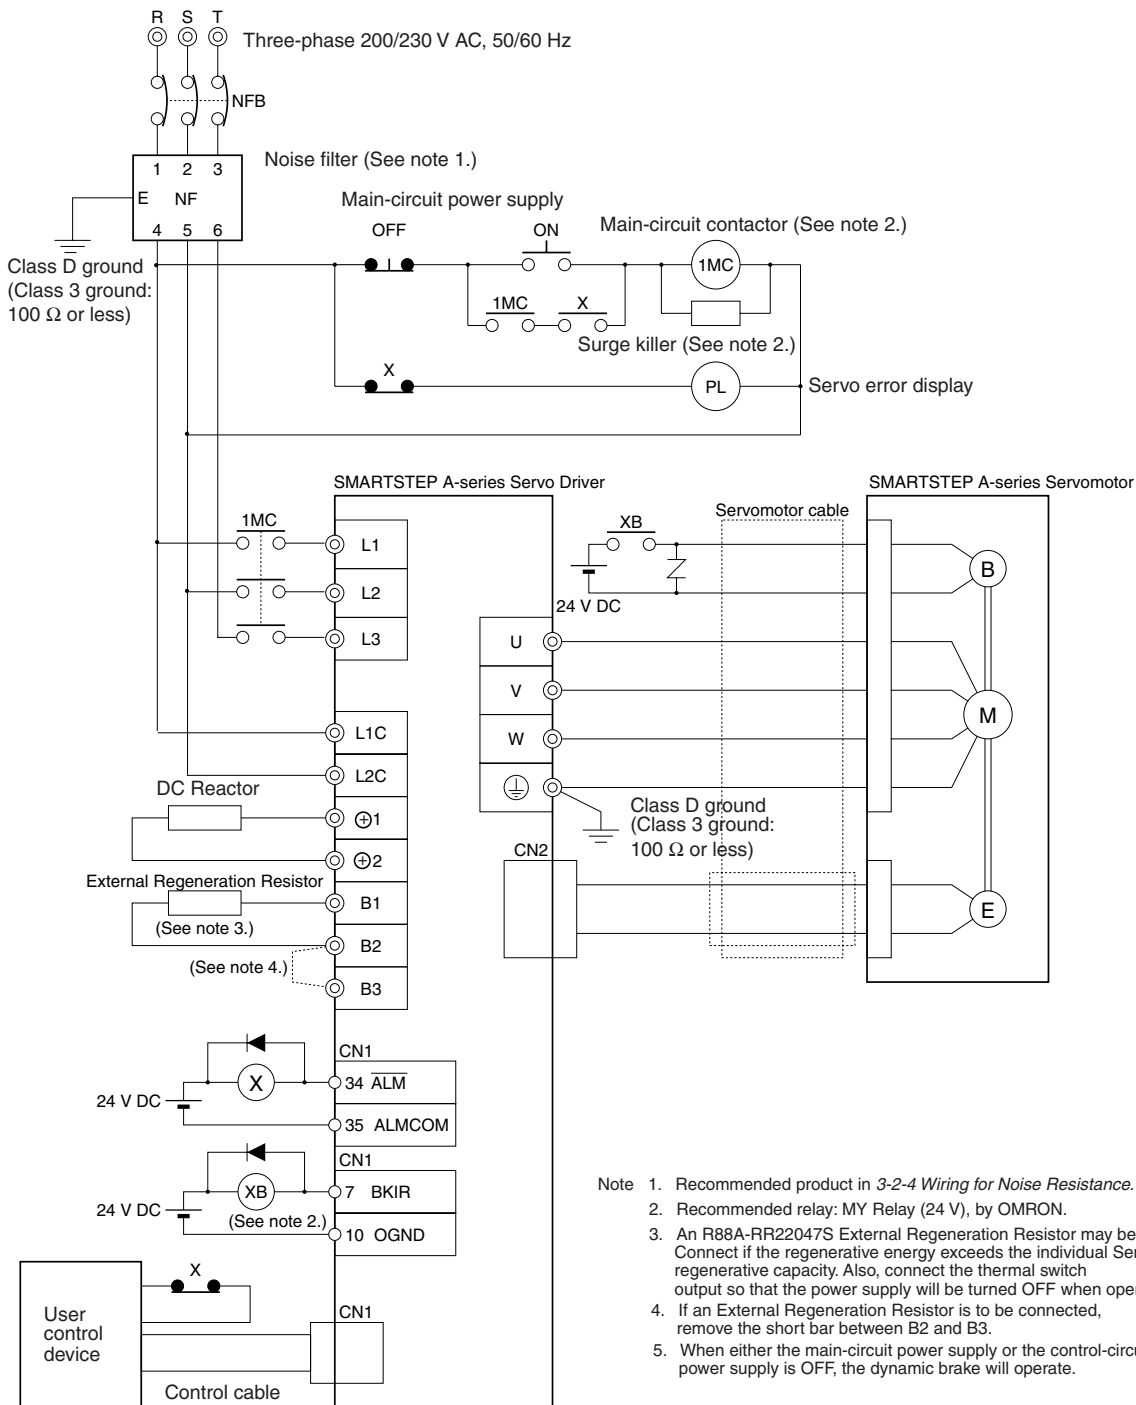 R S T
Three-phase 200/230 V AC, 50/60 Hz
NFB
Noise filter (See note 1.)
1 2 3
E NF
4 5 6
Class D ground
(Class 3 ground:
100 Ω or less)
Main-circuit power supply
OFF
ON
Main-circuit contactor (See note 2.)
1MC
1MC
X
Surge killer (See note 2.)
X
PL
Servo error display
SMARTSTEP A-series Servo Driver
SMARTSTEP A-series Servomotor
1MC
L1
L2
L3
L1C
L2C
DC Reactor
⊕1
⊕2
External Regeneration Resistor
(See note 3.)
B1
B2
(See note 4.)
B3
XB
24 V DC
Servomotor cable
B
U
V
W
M
Class D ground
(Class 3 ground:
100 Ω or less)
CN2
E
CN1
X
24 V DC
34 A̅L̅M̅
35 ALMCOM
CN1
XB
24 V DC
(See note 2.)
7 BKIR
10 OGND
X
User
control
device
CN1
Control cable
Note 1. Recommended product in 3-2-4 Wiring for Noise Resistance.
2. Recommended relay: MY Relay (24 V), by OMRON.
3. An R88A-RR22047S External Regeneration Resistor may be
Connect if the regenerative energy exceeds the individual
regenerative capacity. Also, connect the thermal switch
output so that the power supply will be turned OFF when
4. If an External Regeneration Resistor is to be connected,
remove the short bar between B2 and B3.
5. When either the main-circuit power supply or the
power supply is OFF, the dynamic brake will operate.